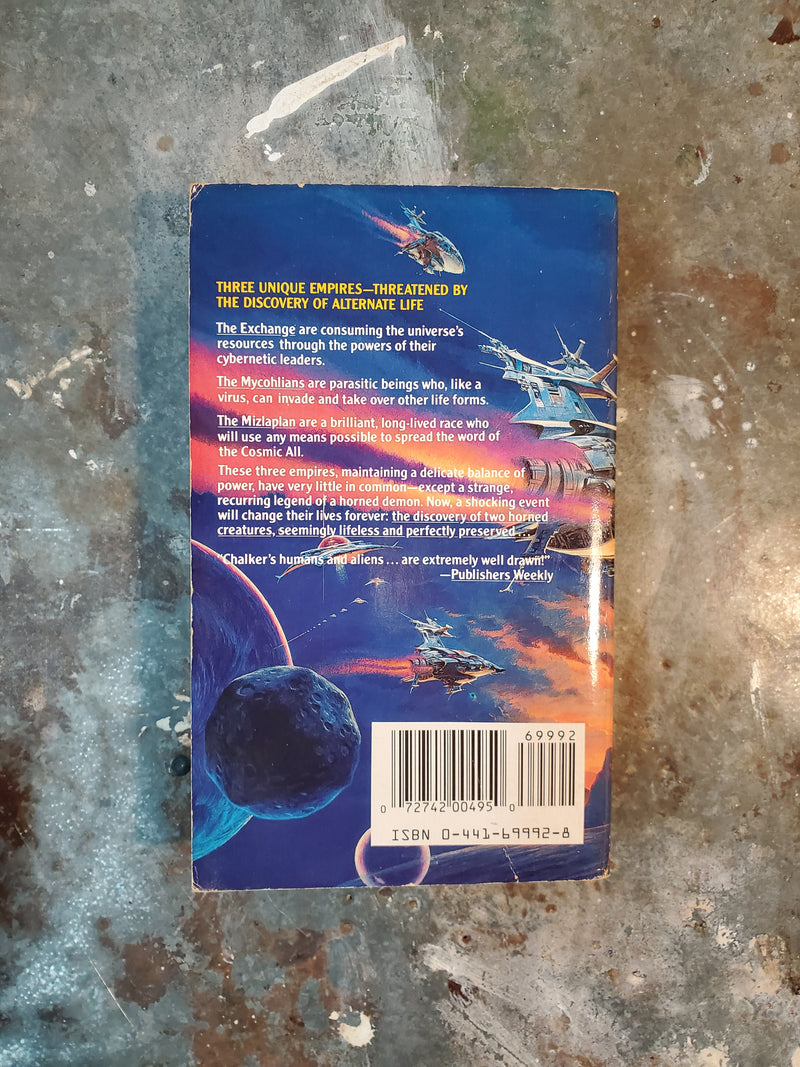 THREE UNIQUE EMPIRES—THREATENED BY
THE DISCOVERY OF ALTERNATE LIFE
The Exchange are consuming the universe's
resources through the powers of their
cybernetic leaders.
The Mycohlians are parasitic beings who, like a
virus, can invade and take over other life forms.
The Mizlaplan are a brilliant, long-lived race who
will use any means possible to spread the word of
the Cosmic All.
These three empires, maintaining a delicate balance of
power, have very little in common—except a strange,
recurring legend of a horned demon. Now, a shocking event
will change their lives forever: the discovery of two horned
creatures, seemingly lifeless and perfectly preserved...
"Chalker's humans and aliens...are extremely well drawn!"
—Publishers Weekly
69992
0 72742 00495 0
ISBN 0-441-69992-8